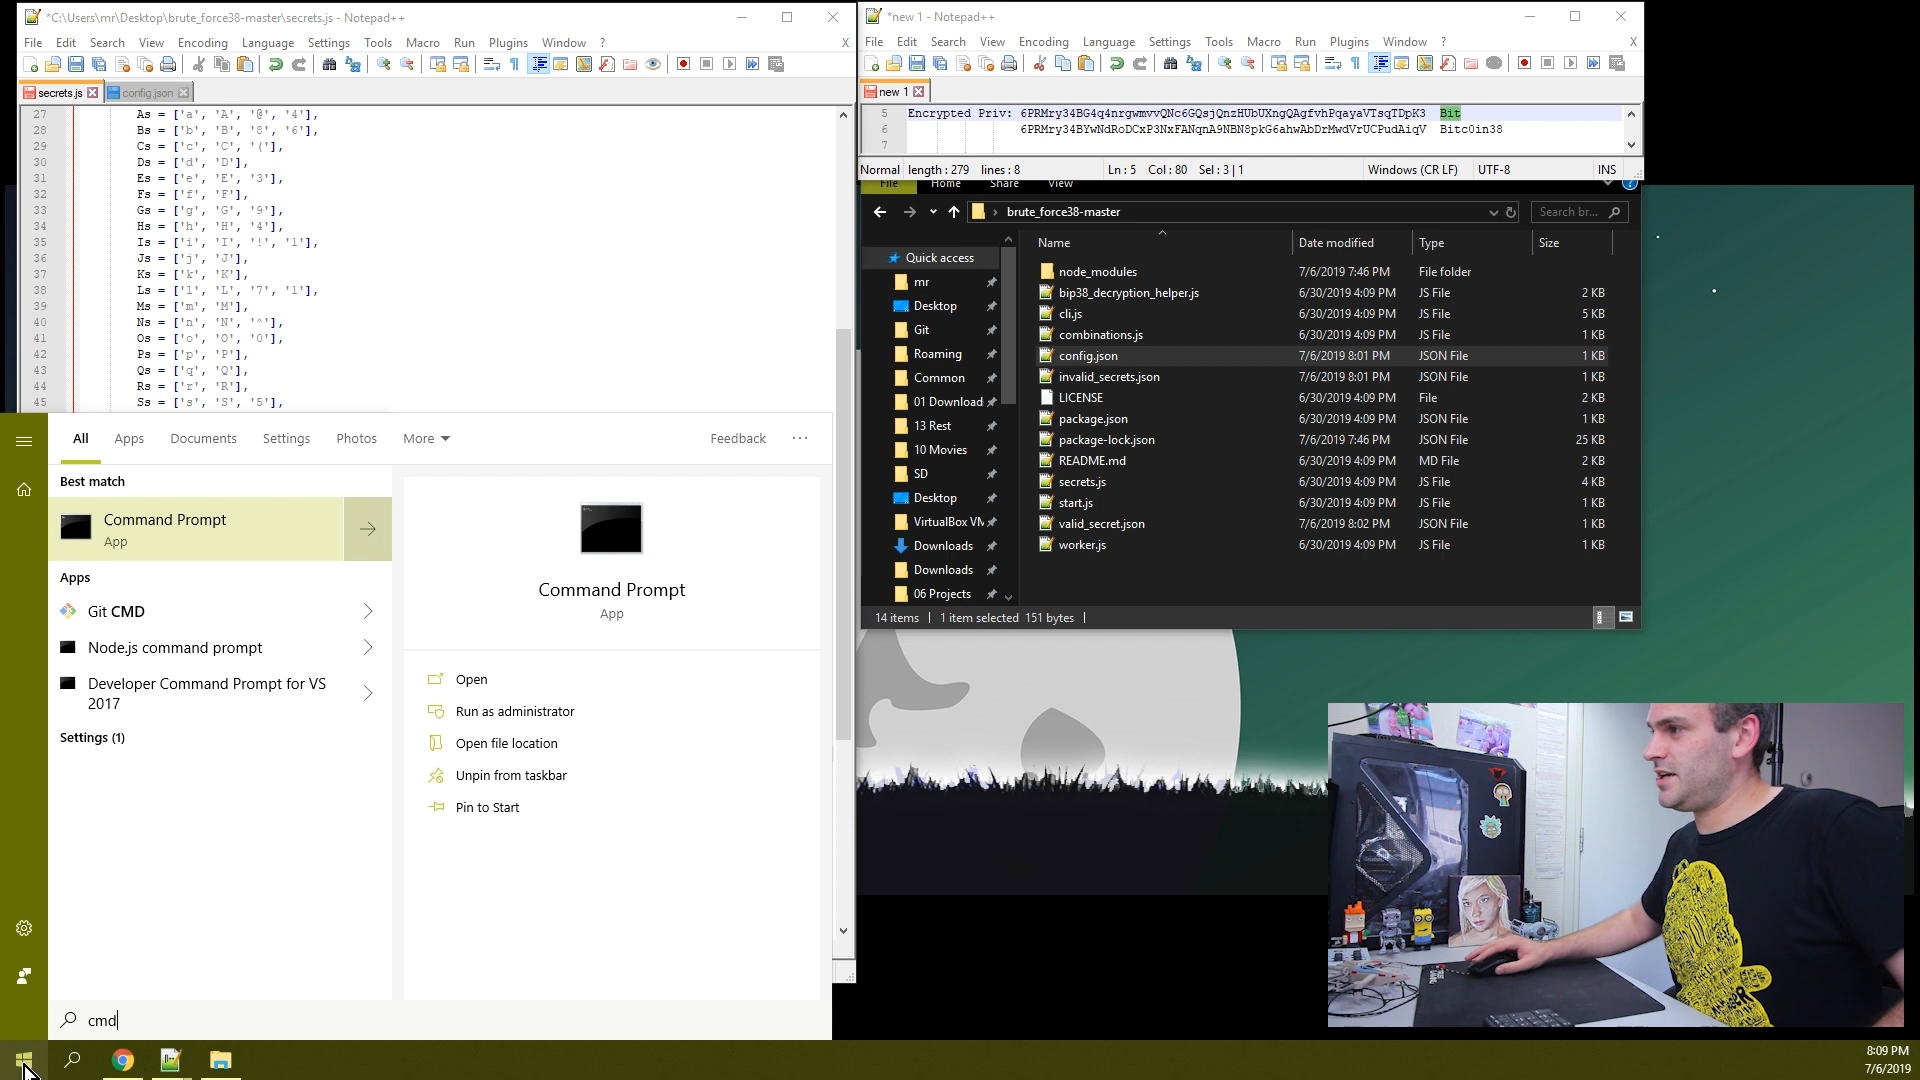 *C:\Users\mr\Desktop\brute_force38-master\secrets.js - Notepad++
File Edit Search View Encoding Language Settings Tools Macro Run Plugins Window ? X
secrets.js config.json
27 As = ['a', 'A', '@', '4'],
28 Bs = ['b', 'B', '8', '6'],
29 Cs = ['c', 'C', '('],
30 Ds = ['d', 'D'],
31 Es = ['e', 'E', '3'],
32 Fs = ['f', 'F'],
33 Gs = ['g', 'G', '9'],
34 Hs = ['h', 'H', '4'],
35 Is = ['i', 'I', '!', '1'],
36 Js = ['j', 'J'],
37 Ks = ['k', 'K'],
38 Ls = ['l', 'L', '7', '1'],
39 Ms = ['m', 'M'],
40 Ns = ['n', 'N', '^'],
41 Os = ['o', 'O', '0'],
42 Ps = ['p', 'P'],
43 Qs = ['q', 'Q'],
44 Rs = ['r', 'R'],
45 Ss = ['s', 'S', '5'],
*new 1 - Notepad++
File Edit Search View Encoding Language Settings Tools Macro Run Plugins Window ? X
new 1
5 Encrypted Priv: 6PRMry34BG4q4nrgwmvvQNc6GQsjQnzHUbUXngQAgfvhPqayaVTsqTDpK3 Bit
6 6PRMry34BYwNdRoDCxP3NxFANqnA9NBN8pkG6ahwAbDrMwdVrUCPudAiqV Bitc0in38
7
Normal length : 279 lines : 8 Ln : 5 Col : 80 Sel : 3 | 1 Windows (CR LF) UTF-8 INS
File Home Share View
brute_force38-master Search br...
Name Date modified Type Size
Quick access
mr
Desktop
Git
Roaming
Common
01 Download
13 Rest
10 Movies
SD
Desktop
VirtualBox VM
Downloads
Downloads
06 Projects
node_modules 7/6/2019 7:46 PM File folder
bip38_decryption_helper.js 6/30/2019 4:09 PM JS File 2 KB
cli.js 6/30/2019 4:09 PM JS File 5 KB
combinations.js 6/30/2019 4:09 PM JS File 1 KB
config.json 7/6/2019 8:01 PM JSON File 1 KB
invalid_secrets.json 7/6/2019 8:01 PM JSON File 1 KB
LICENSE 6/30/2019 4:09 PM File 2 KB
package.json 6/30/2019 4:09 PM JSON File 1 KB
package-lock.json 7/6/2019 7:46 PM JSON File 25 KB
README.md 6/30/2019 4:09 PM MD File 2 KB
secrets.js 6/30/2019 4:09 PM JS File 4 KB
start.js 6/30/2019 4:09 PM JS File 1 KB
valid_secret.json 7/6/2019 8:02 PM JSON File 1 KB
worker.js 6/30/2019 4:09 PM JS File 1 KB
14 items 1 item selected 151 bytes
All Apps Documents Settings Photos More Feedback ...
Best match
Command Prompt
App
Apps
Git CMD
Node.js command prompt
Developer Command Prompt for VS
2017
Settings (1)
Command Prompt
App
Open
Run as administrator
Open file location
Unpin from taskbar
Pin to Start
cmd
8:09 PM
7/6/2019